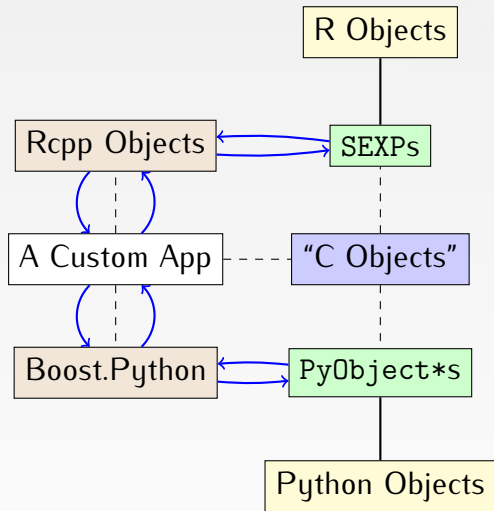 R Objects
Rcpp Objects
SEXPs
A Custom App
“C Objects”
Boost.Python
PyObject*s
Python Objects